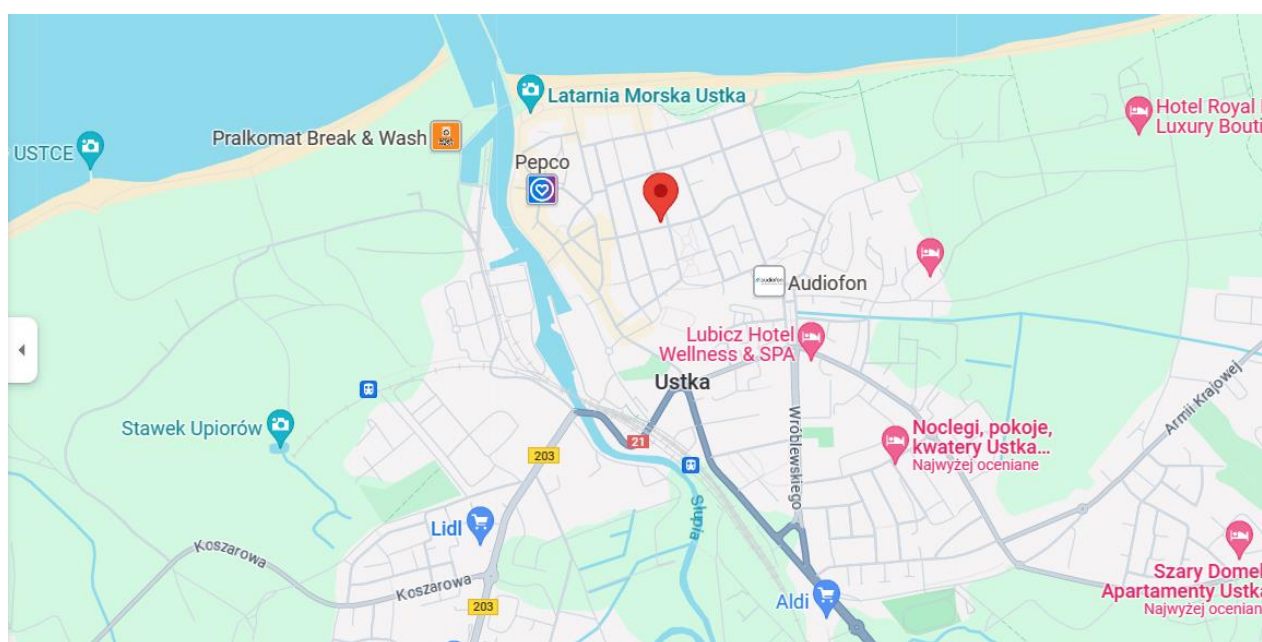 Latarnia Morska Ustka
Hotel Royal
Luxury Bouti
Pralkomat Break & Wash
USTCE
Pepco
Audiofon
Lubicz Hotel
Wellness & SPA
Ustka
Armii Krajowej
Stawek Upiorów
Wróblewskiego
Noclegi, pokoje,
kwatery Ustka...
Najwyżej oceniane
21
203
Słupia
Lidl
Koszarowa
Koszarowa
203
Aldi
Szary Domek
Apartamenty Ustka
Najwyżej ocenian